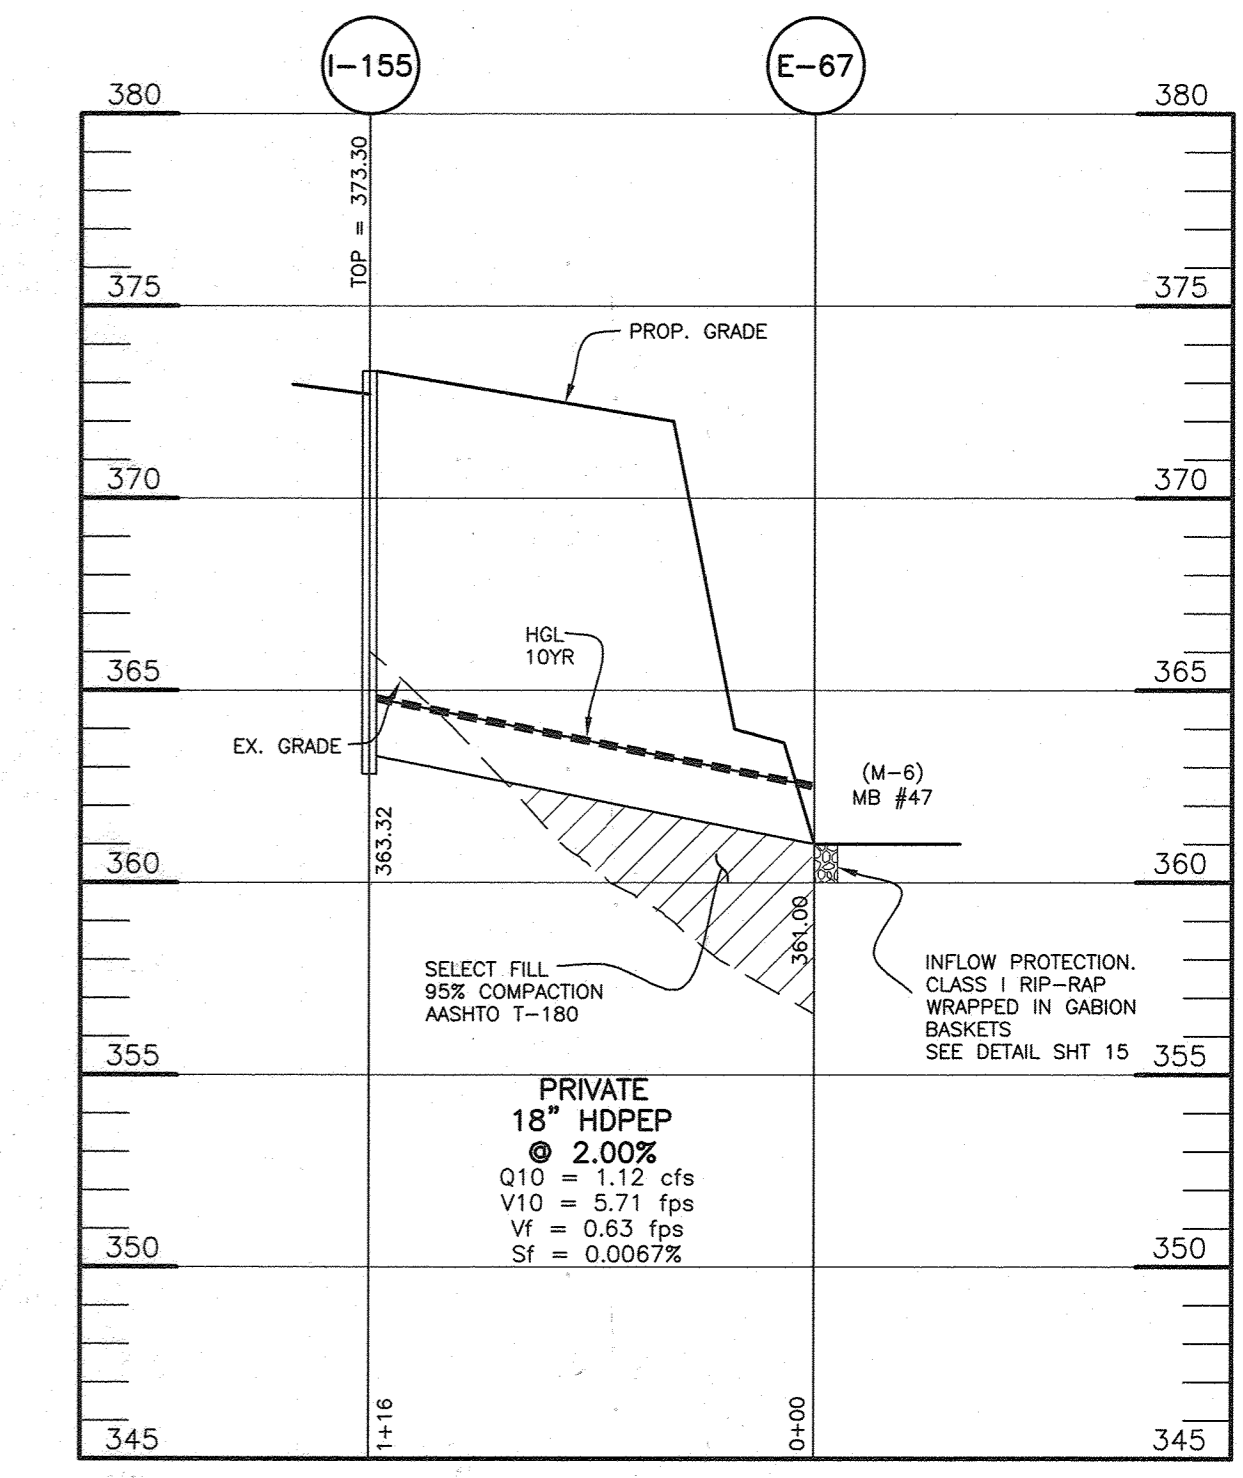 I-155
E-67
380
380
TOP = 373.30
375
375
PROP. GRADE
370
370
HGL
10YR
365
365
EX. GRADE
(M-6)
MB #47
363.32
360
360
361.00
SELECT FILL
95% COMPACTION
AASHTO T-180
INFLOW PROTECTION.
CLASS I RIP-RAP
WRAPPED IN GABION
BASKETS
SEE DETAIL SHT 15
355
355
PRIVATE
18" HDPEP
@ 2.00%
Q10 = 1.12 cfs
V10 = 5.71 fps
Vf = 0.63 fps
Sf = 0.0067%
350
350
1+16
0+00
345
345